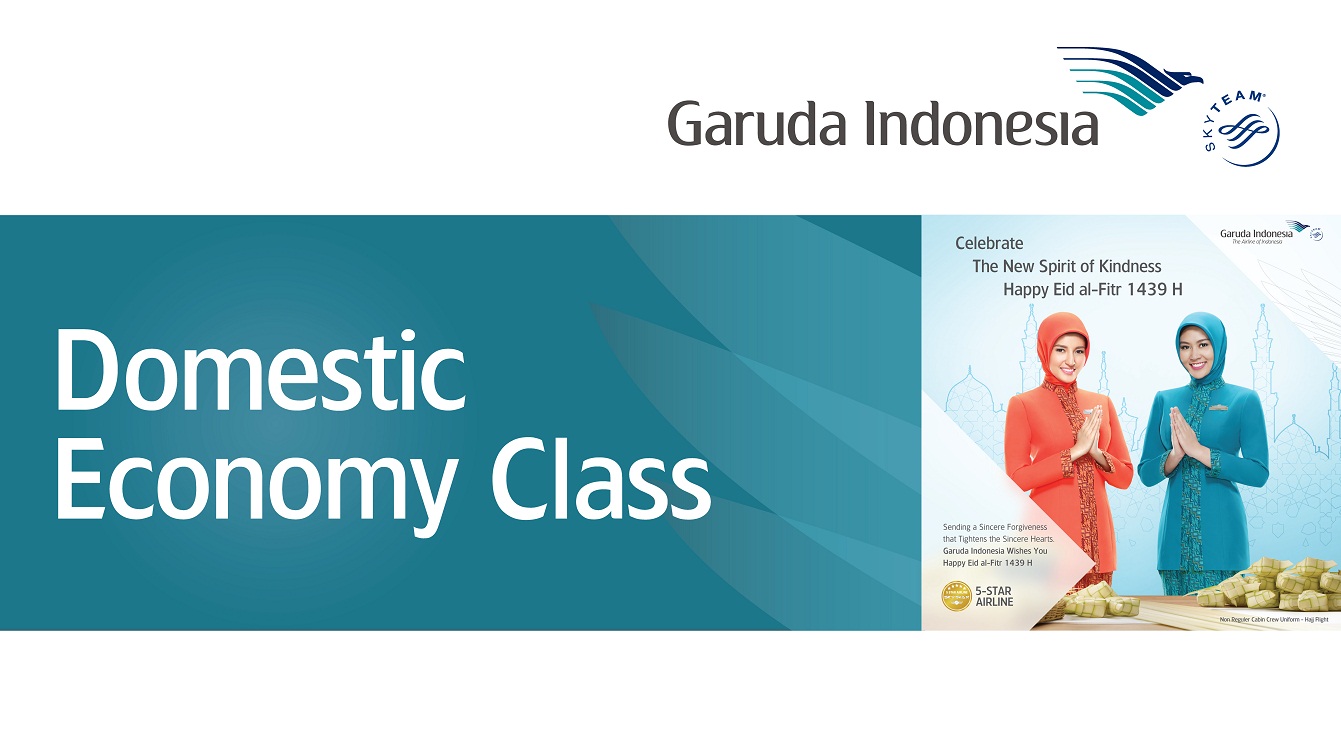 Garuda Indonesia
SKYTEAM
Domestic
Economy Class
Celebrate
The New Spirit of Kindness
Happy Eid al-Fitr 1439 H
Garuda Indonesia
The Airline of Indonesia
Sending a Sincere Forgiveness
that Tightens the Sincere Hearts.
Garuda Indonesia Wishes You
Happy Eid al-Fitr 1439 H
5-STAR
AIRLINE
Non Reguler Cabin Crew Uniform - Hajj Flight